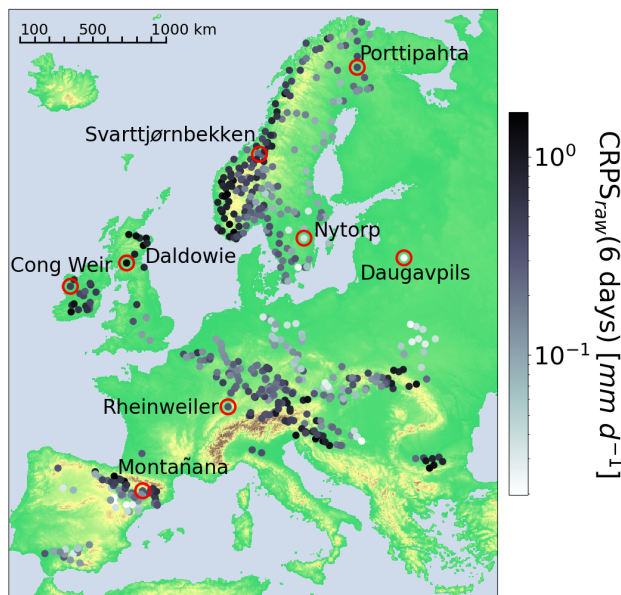 100 500 1000 km
Porttipahta
Svarttjørnbekken
Nytorp
Cong Weir
Daldowie
Daugavpils
Rheinweiler
Montañana
10⁰
10⁻¹
CRPS_raw(6 days) [mm d⁻¹]